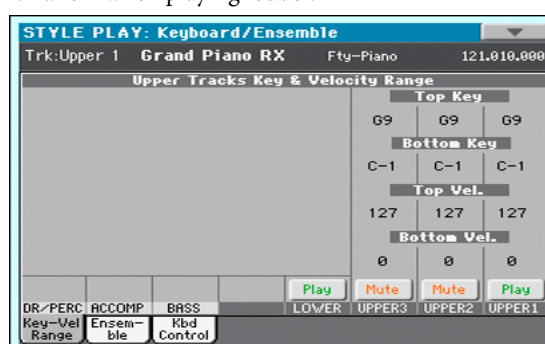 STYLE PLAY: Keyboard/Ensemble
Trk:Upper 1 Grand Piano RX Fty-Piano 121.010.000
Upper Tracks Key & Velocity Range
Top Key
G9 G9 G9
Bottom Key
C-1 C-1 C-1
Top Vel.
127 127 127
Bottom Vel.
0 0 0
Play Mute Mute Play
DR/PERC ACCOMP BASS LOWER UPPER3 UPPER2 UPPER1
Key-Vel Range Ensem-ble Kbd Control